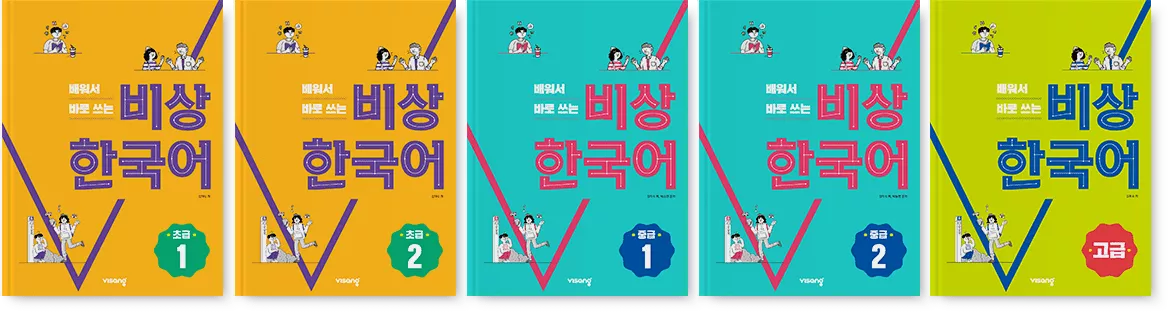 배워서
바로 쓰는
비상
한국어
초급
1
visang
배워서
바로 쓰는
비상
한국어
초급
2
visang
배워서
바로 쓰는
비상
한국어
중급
1
visang
배워서
바로 쓰는
비상
한국어
중급
2
visang
배워서
바로 쓰는
비상
한국어
고급
visang